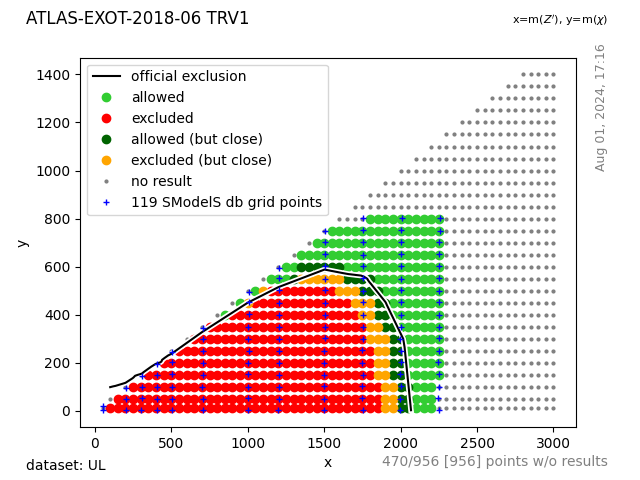 ATLAS-EXOT-2018-06 TRV1
x=m(Z'), y=m(χ)
Aug 01, 2024, 17:16
official exclusion
allowed
excluded
allowed (but close)
excluded (but close)
no result
119 SModelS db grid points
y
1400
1200
1000
800
600
400
200
0
0 500 1000 1500 2000 2500 3000
x
dataset: UL
470/956 [956] points w/o results